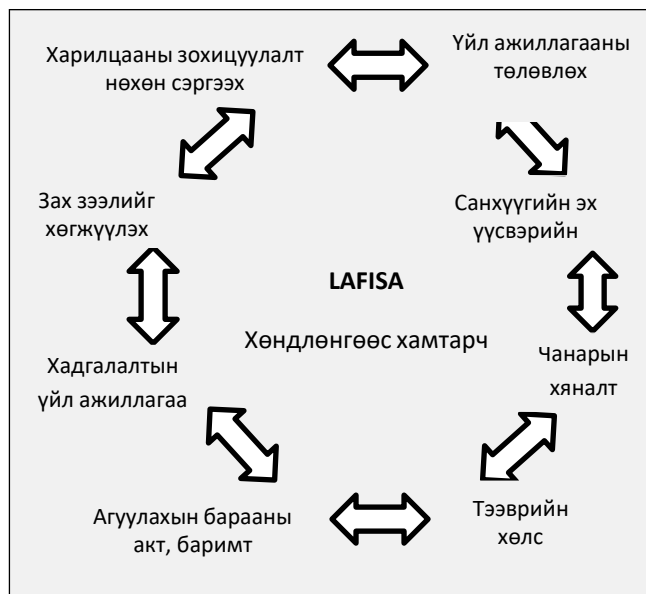 Харилцааны зохицуулалт
нөхөн сэргээх
Үйл ажиллагааны
төлөвлөх
Зах зээлийг
хөгжүүлэх
Санхүүгийн эх
үүсвэрийн
LAFISA
Хөндлөнгөөс хамтарч
Хадгалалтын
үйл ажиллагаа
Чанарын
хяналт
Агуулахын барааны
акт, баримт
Тээврийн
хөлс